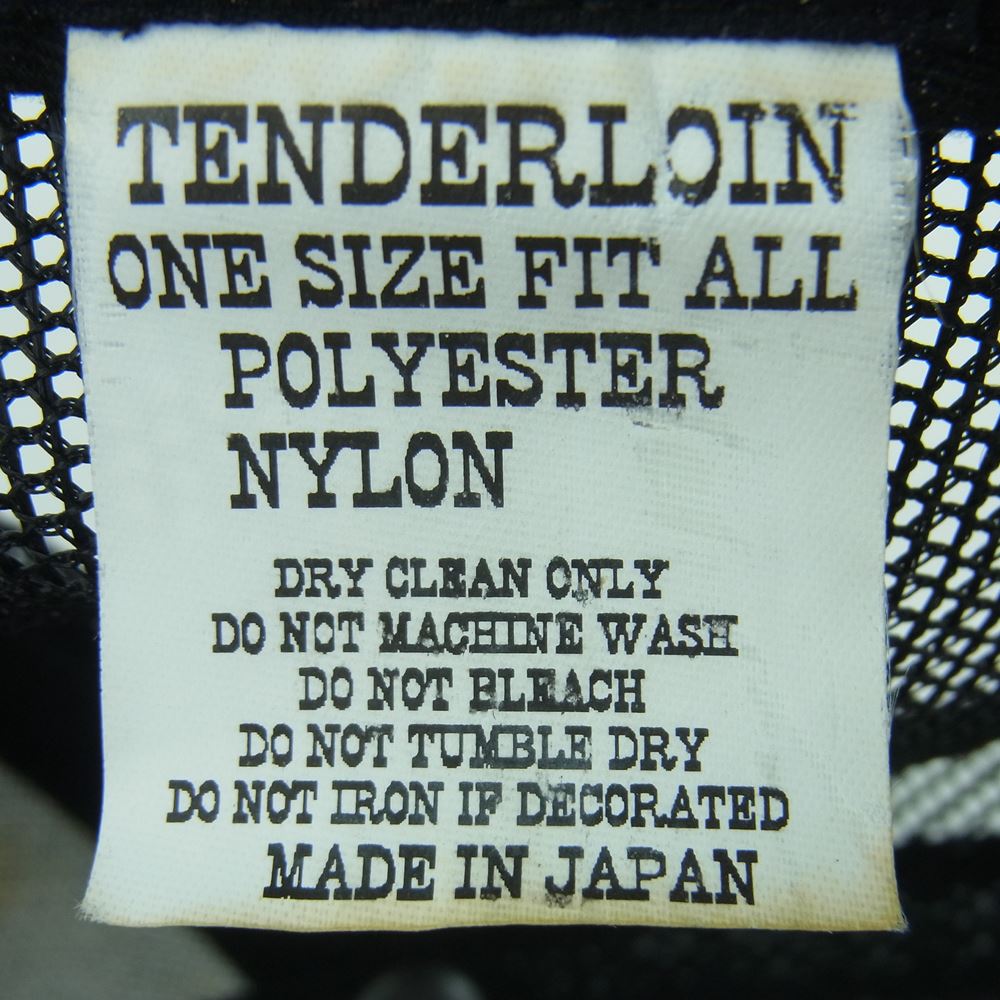 TENDERLOIN
ONE SIZE FIT ALL
POLYESTER
NYLON
DRY CLEAN ONLY
DO NOT MACHINE WASH
DO NOT BLEACH
DO NOT TUMBLE DRY
DO NOT IRON IF DECORATED
MADE IN JAPAN